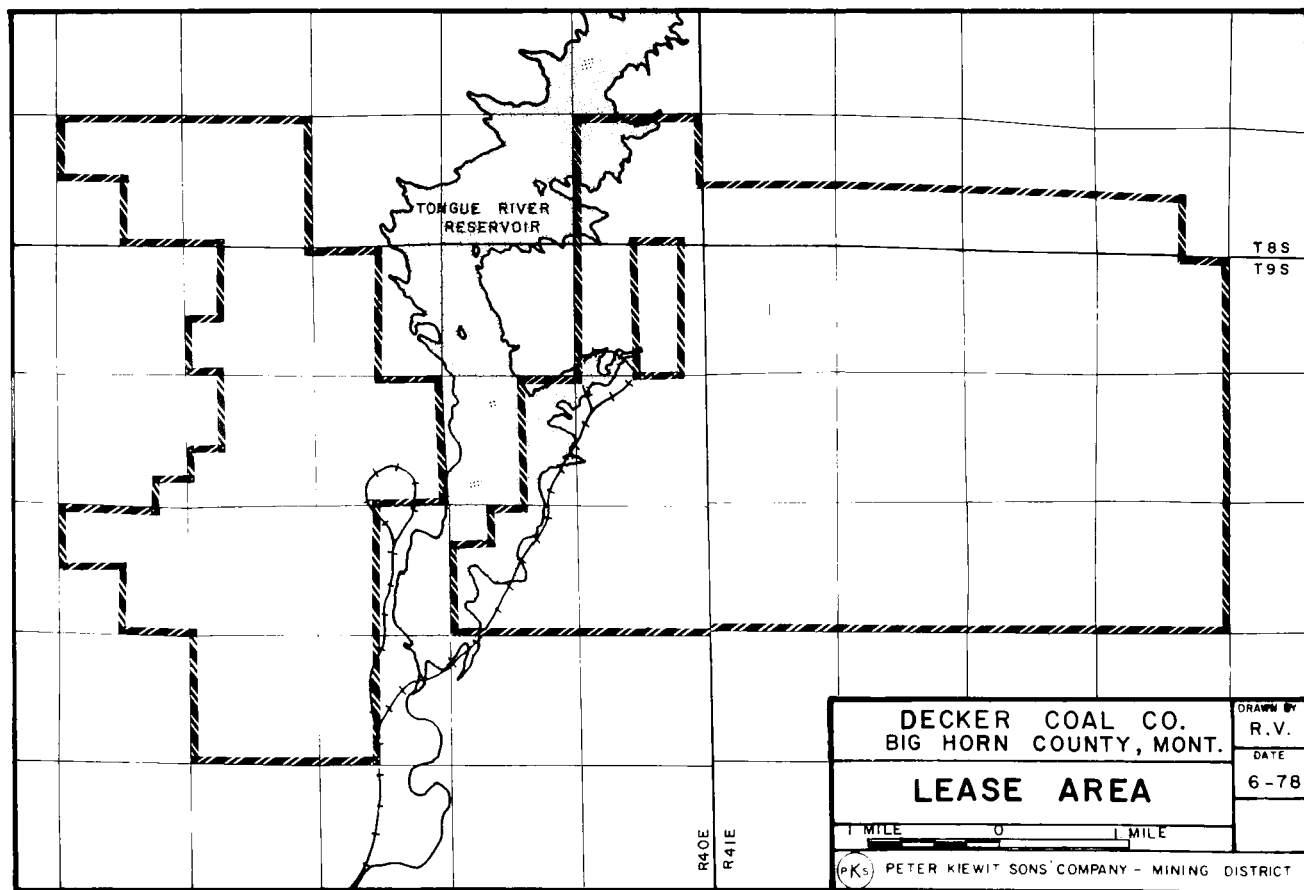 TONGUE RIVER
RESERVOIR
T8S
T9S
R40E
R41E
DECKER COAL CO.
BIG HORN COUNTY, MONT.
LEASE AREA
1 MILE 0 1 MILE
PKS PETER KIEWIT SONS' COMPANY - MINING DISTRICT
DRAWN BY
R.V.
DATE
6-78